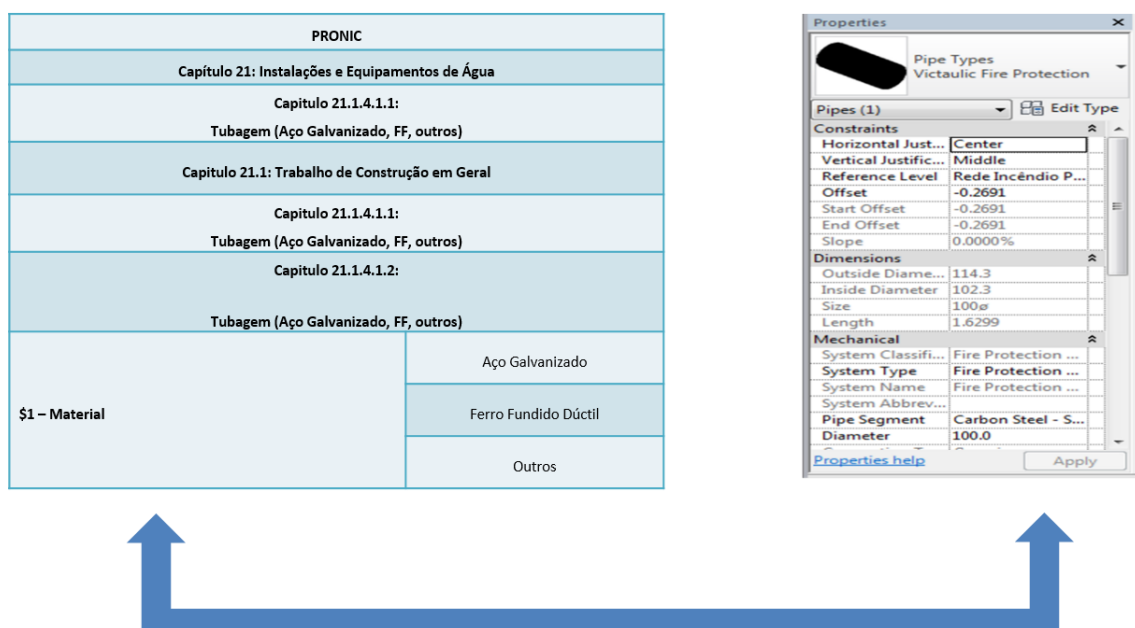 PRONIC
Capítulo 21: Instalações e Equipamentos de Água
Capitulo 21.1.4.1.1:
Tubagem (Aço Galvanizado, FF, outros)
Capitulo 21.1: Trabalho de Construção em Geral
Capitulo 21.1.4.1.1:
Tubagem (Aço Galvanizado, FF, outros)
Capitulo 21.1.4.1.2:
Tubagem (Aço Galvanizado, FF, outros)
$1 – Material
Aço Galvanizado
Ferro Fundido Dúctil
Outros
Properties
Pipe Types
Victaulic Fire Protection
Pipes (1) Edit Type
Constraints
Horizontal Just... Center
Vertical Justific... Middle
Reference Level Rede Incêndio P...
Offset -0.2691
Start Offset -0.2691
End Offset -0.2691
Slope 0.0000%
Dimensions
Outside Diame... 114.3
Inside Diameter 102.3
Size 100ø
Length 1.6299
Mechanical
System Classifi... Fire Protection ...
System Type Fire Protection ...
System Name Fire Protection ...
System Abbrev...
Pipe Segment Carbon Steel - S...
Diameter 100.0
Properties help Apply